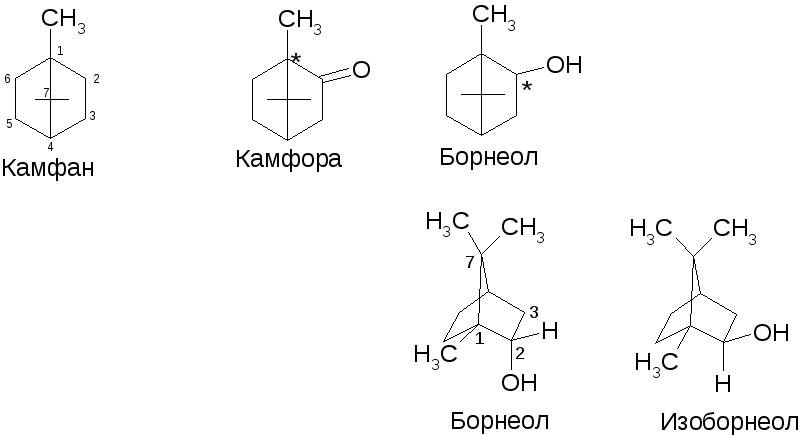 CH3 CH3 CH3
1 * O OH
6 2 *
7
5 3
4
Камфан Камфора Борнеол
H3C CH3 H3C CH3
7
3
H OH
1
H3C 2 H3C
OH H
Борнеол Изоборнеол